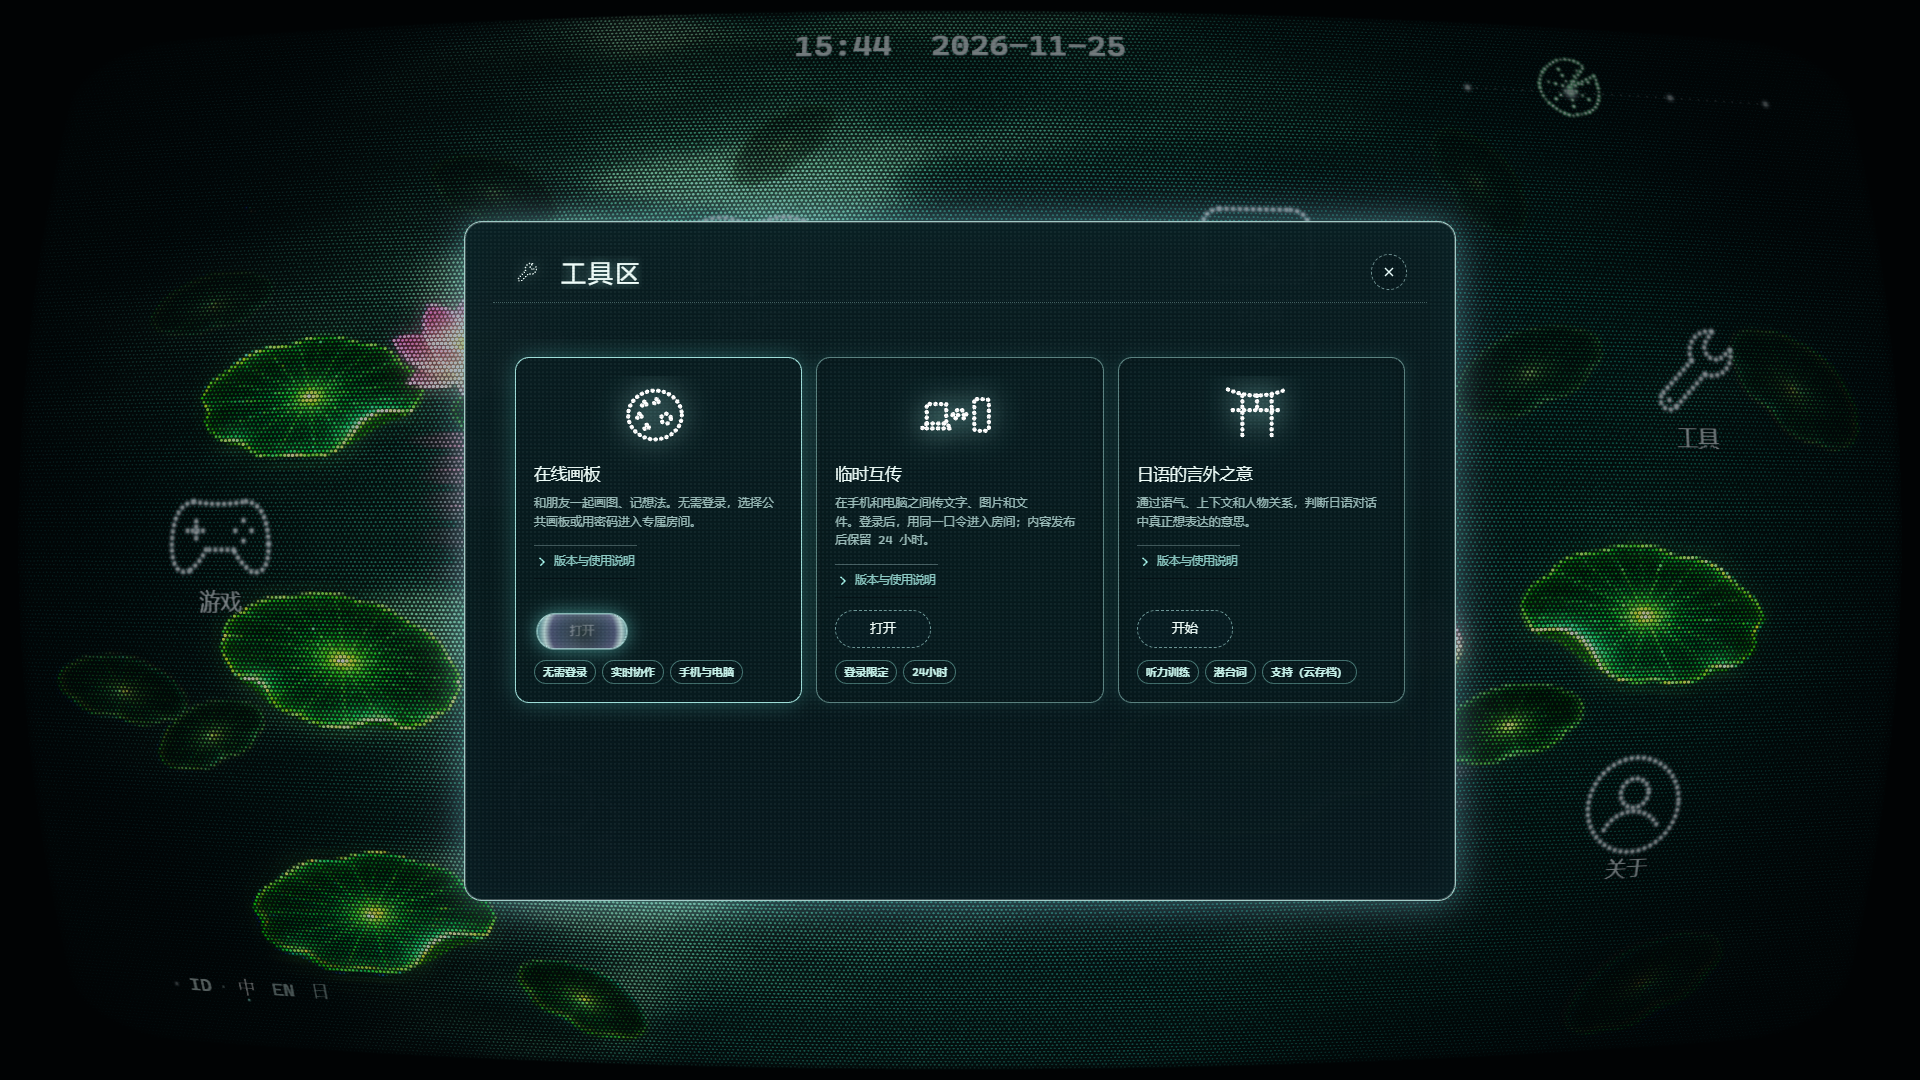 15:44 2026-11-25
工具区
×
在线画板
和朋友一起画图、记想法。无需登录，选择公
共画板或用密码进入专属房间。
版本与使用说明
打开
无需登录 实时协作 手机与电脑
临时互传
在手机和电脑之间传文字、图片和文
件。登录后，用同一口令进入房间；内容发布
后保留 24 小时。
版本与使用说明
打开
登录限定 24小时
日语的言外之意
通过语气、上下文和人物关系，判断日语对话
中真正想表达的意思。
版本与使用说明
开始
听力训练 潜台词 支持（云存档）
游戏
工具
关于
· ID · 中 EN 日